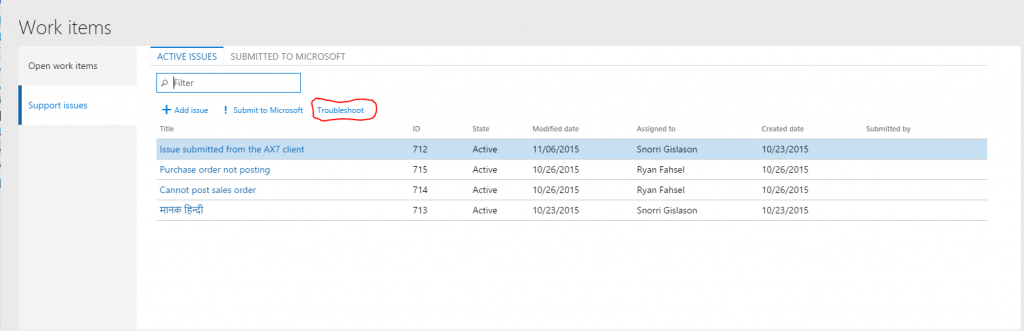 Work items
Open work items
Support issues
ACTIVE ISSUES SUBMITTED TO MICROSOFT
Filter
+ Add issue ! Submit to Microsoft Troubleshoot
Title ID State Modified date Assigned to Created date Submitted by
Issue submitted from the AX7 client 712 Active 11/06/2015 Snorri Gislason 10/23/2015
Purchase order not posting 715 Active 10/26/2015 Ryan Fahsel 10/26/2015
Cannot post sales order 714 Active 10/26/2015 Ryan Fahsel 10/26/2015
मानक हिन्दी 713 Active 10/23/2015 Snorri Gislason 10/23/2015